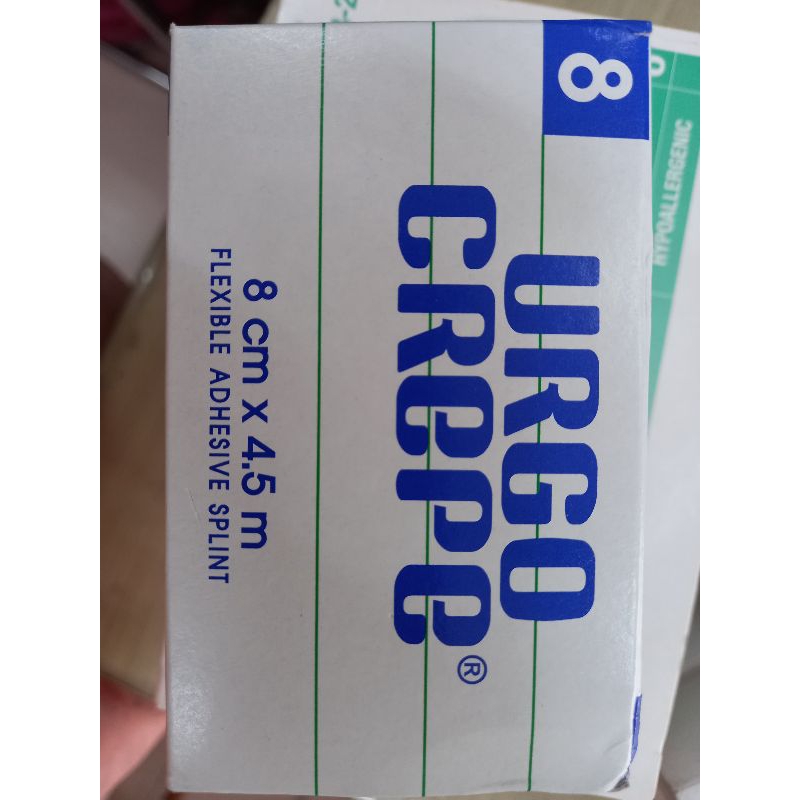 8
URGO
CREPE®
8 cm x 4.5 m
FLEXIBLE ADHESIVE SPLINT
HYPOALLERGENIC